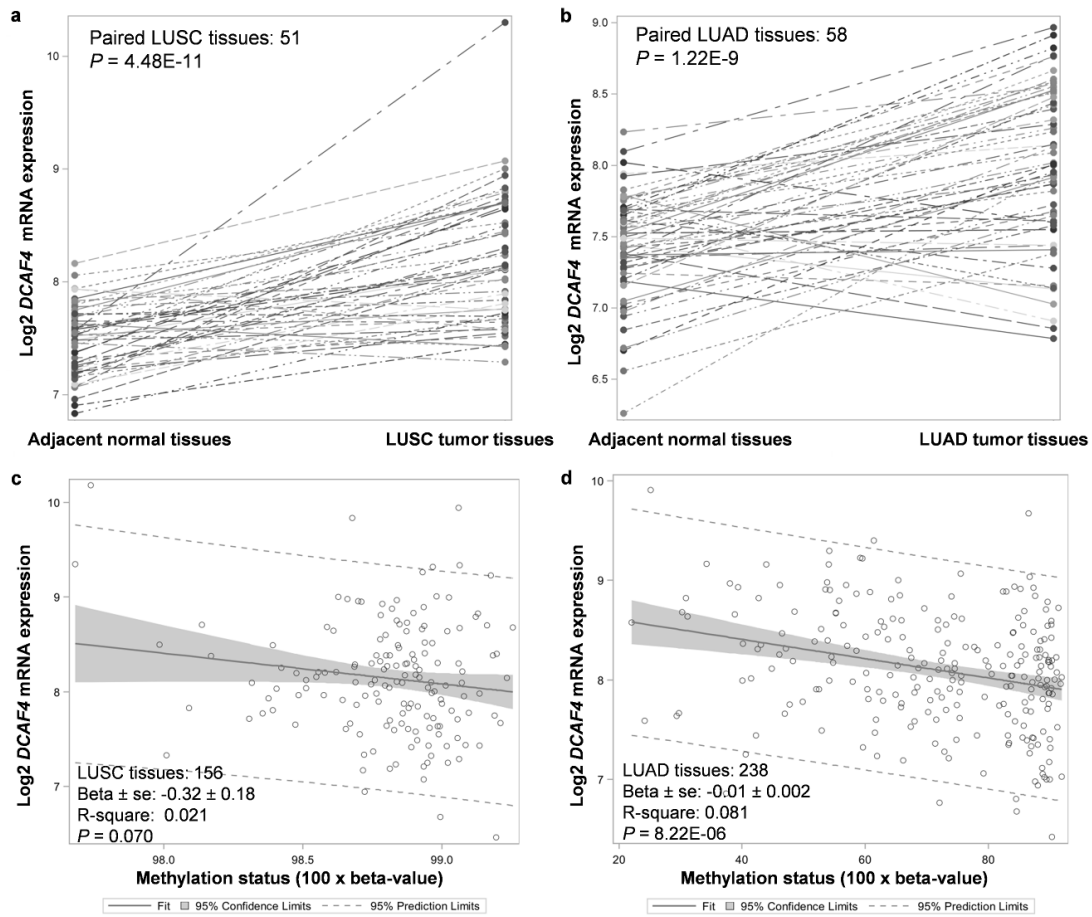 a
Paired LUSC tissues: 51
P = 4.48E-11
Log2 DCAF4 mRNA expression
10
9
8
7
Adjacent normal tissues
LUSC tumor tissues
b
Paired LUAD tissues: 58
P = 1.22E-9
Log2 DCAF4 mRNA expression
9.0
8.5
8.0
7.5
7.0
6.5
Adjacent normal tissues
LUAD tumor tissues
c
Log2 DCAF4 mRNA expression
10
9
8
7
LUSC tissues: 156
Beta ± se: -0.32 ± 0.18
R-square: 0.021
P = 0.070
98.0 98.5 99.0
Methylation status (100 x beta-value)
Fit 95% Confidence Limits 95% Prediction Limits
d
Log2 DCAF4 mRNA expression
10
9
8
7
LUAD tissues: 238
Beta ± se: -0.01 ± 0.002
R-square: 0.081
P = 8.22E-06
20 40 60 80
Methylation status (100 x beta-value)
Fit 95% Confidence Limits 95% Prediction Limits